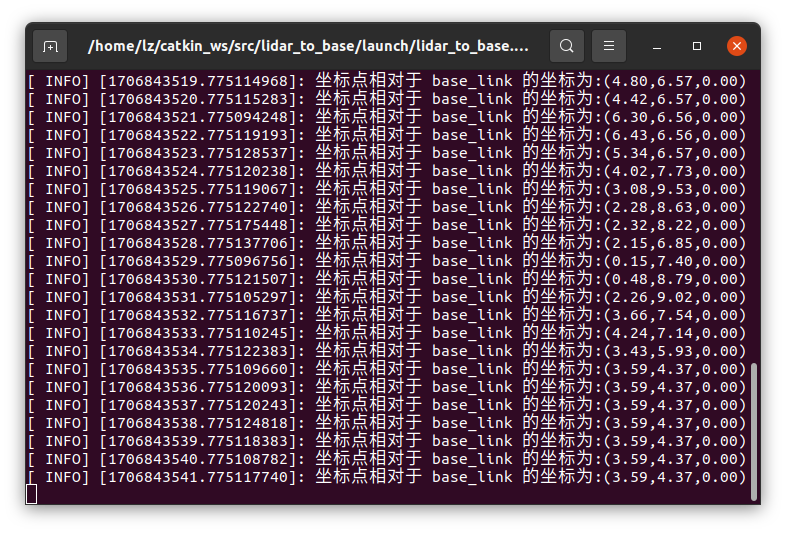 /home/lz/catkin_ws/src/lidar_to_base/launch/lidar_to_base....
[ INFO] [1706843519.775114968]: 坐标点相对于 base_link 的坐标为:(4.80,6.57,0.00)
[ INFO] [1706843520.775115283]: 坐标点相对于 base_link 的坐标为:(4.42,6.57,0.00)
[ INFO] [1706843521.775094248]: 坐标点相对于 base_link 的坐标为:(6.30,6.56,0.00)
[ INFO] [1706843522.775119193]: 坐标点相对于 base_link 的坐标为:(6.43,6.56,0.00)
[ INFO] [1706843523.775128537]: 坐标点相对于 base_link 的坐标为:(5.34,6.57,0.00)
[ INFO] [1706843524.775120238]: 坐标点相对于 base_link 的坐标为:(4.02,7.73,0.00)
[ INFO] [1706843525.775119067]: 坐标点相对于 base_link 的坐标为:(3.08,9.53,0.00)
[ INFO] [1706843526.775122740]: 坐标点相对于 base_link 的坐标为:(2.28,8.63,0.00)
[ INFO] [1706843527.775175448]: 坐标点相对于 base_link 的坐标为:(2.32,8.22,0.00)
[ INFO] [1706843528.775137706]: 坐标点相对于 base_link 的坐标为:(2.15,6.85,0.00)
[ INFO] [1706843529.775096756]: 坐标点相对于 base_link 的坐标为:(0.15,7.40,0.00)
[ INFO] [1706843530.775121507]: 坐标点相对于 base_link 的坐标为:(0.48,8.79,0.00)
[ INFO] [1706843531.775105297]: 坐标点相对于 base_link 的坐标为:(2.26,9.02,0.00)
[ INFO] [1706843532.775116737]: 坐标点相对于 base_link 的坐标为:(3.66,7.54,0.00)
[ INFO] [1706843533.775110245]: 坐标点相对于 base_link 的坐标为:(4.24,7.14,0.00)
[ INFO] [1706843534.775122383]: 坐标点相对于 base_link 的坐标为:(3.43,5.93,0.00)
[ INFO] [1706843535.775109660]: 坐标点相对于 base_link 的坐标为:(3.59,4.37,0.00)
[ INFO] [1706843536.775120093]: 坐标点相对于 base_link 的坐标为:(3.59,4.37,0.00)
[ INFO] [1706843537.775120243]: 坐标点相对于 base_link 的坐标为:(3.59,4.37,0.00)
[ INFO] [1706843538.775124818]: 坐标点相对于 base_link 的坐标为:(3.59,4.37,0.00)
[ INFO] [1706843539.775118383]: 坐标点相对于 base_link 的坐标为:(3.59,4.37,0.00)
[ INFO] [1706843540.775108782]: 坐标点相对于 base_link 的坐标为:(3.59,4.37,0.00)
[ INFO] [1706843541.775117740]: 坐标点相对于 base_link 的坐标为:(3.59,4.37,0.00)